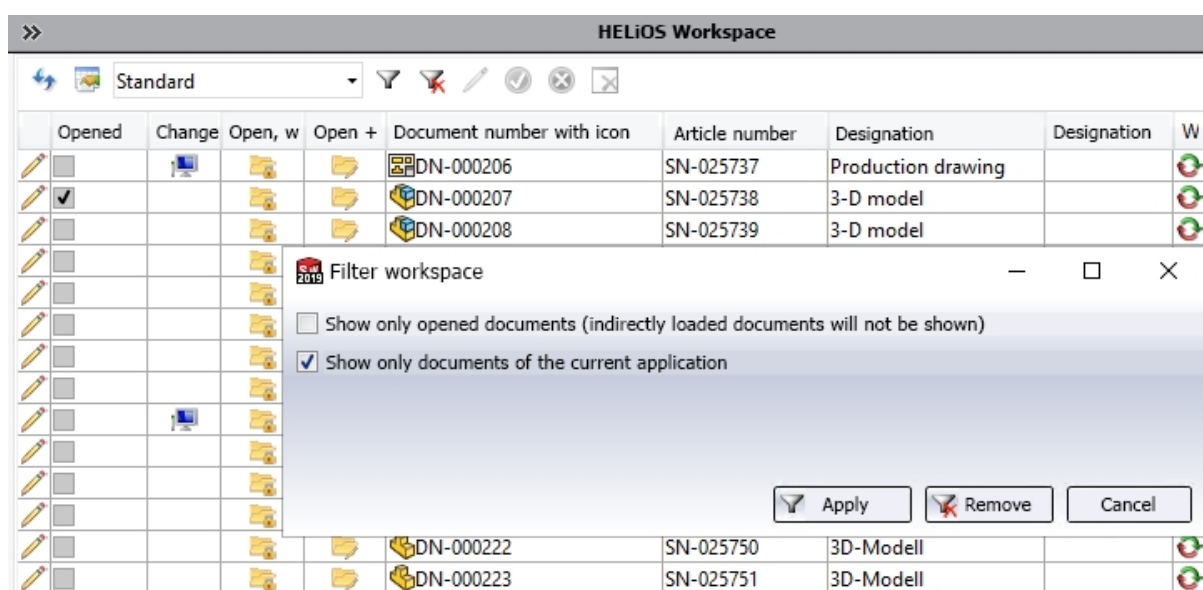 HELiOS Workspace
Standard
Opened Change Open, w Open + Document number with icon Article number Designation Designation W
DN-000206 SN-025737 Production drawing
DN-000207 SN-025738 3-D model
DN-000208 SN-025739 3-D model
SW 2019 Filter workspace
Show only opened documents (indirectly loaded documents will not be shown)
Show only documents of the current application
Apply Remove Cancel
DN-000222 SN-025750 3D-Modell
DN-000223 SN-025751 3D-Modell